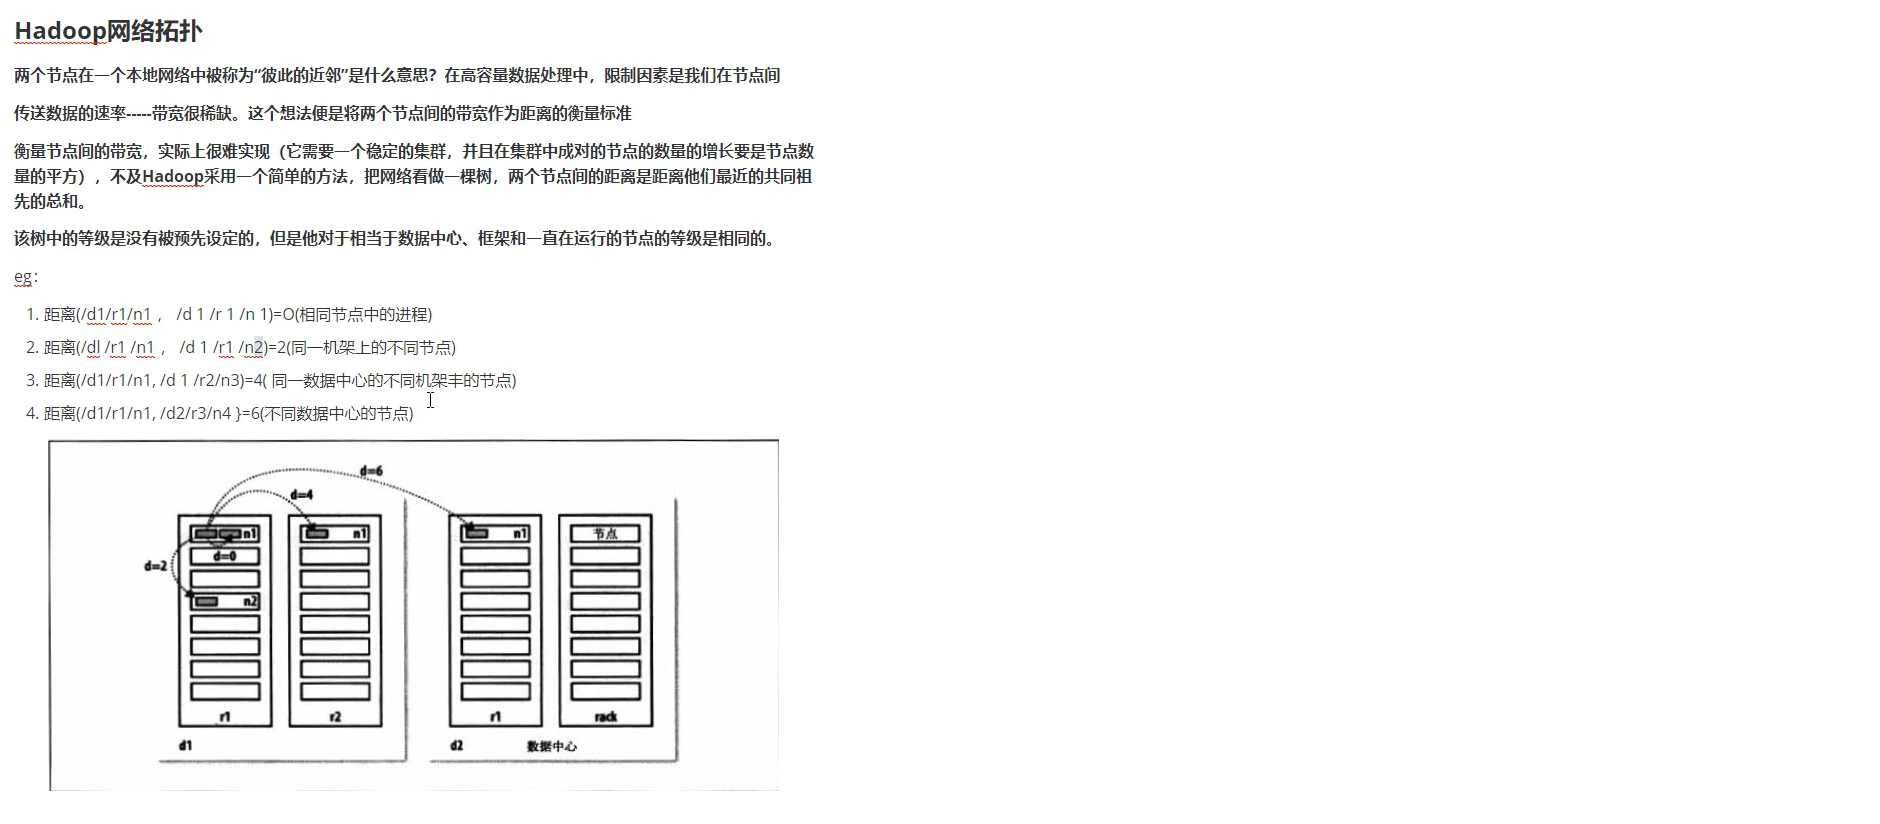 Hadoop网络拓扑
两个节点在一个本地网络中被称为“彼此的近邻”是什么意思？在高容量数据处理中，限制因素是我们在节点间
传送数据的速率-----带宽很稀缺。这个想法便是将两个节点间的带宽作为距离的衡量标准
衡量节点间的带宽，实际上很难实现（它需要一个稳定的集群，并且在集群中成对的节点的数量的增长要是节点数
量的平方），不及Hadoop采用一个简单的方法，把网络看做一棵树，两个节点间的距离是距离他们最近的共同祖
先的总和。
该树中的等级是没有被预先设定的，但是他对于相当于数据中心、框架和一直在运行的节点的等级是相同的。
eg：
1. 距离(/d1/r1/n1 ， /d 1 /r 1 /n 1)=O(相同节点中的进程)
2. 距离(/dl /r1 /n1 ， /d 1 /r1 /n2)=2(同一机架上的不同节点)
3. 距离(/d1/r1/n1, /d 1 /r2/n3)=4( 同一数据中心的不同机架丰的节点)
4. 距离(/d1/r1/n1, /d2/r3/n4 }=6(不同数据中心的节点)
d=6
d=4
n1 n1 n1 节点
d=0
d=2
n2
r1 r2 r1 rack
d1 d2 数据中心